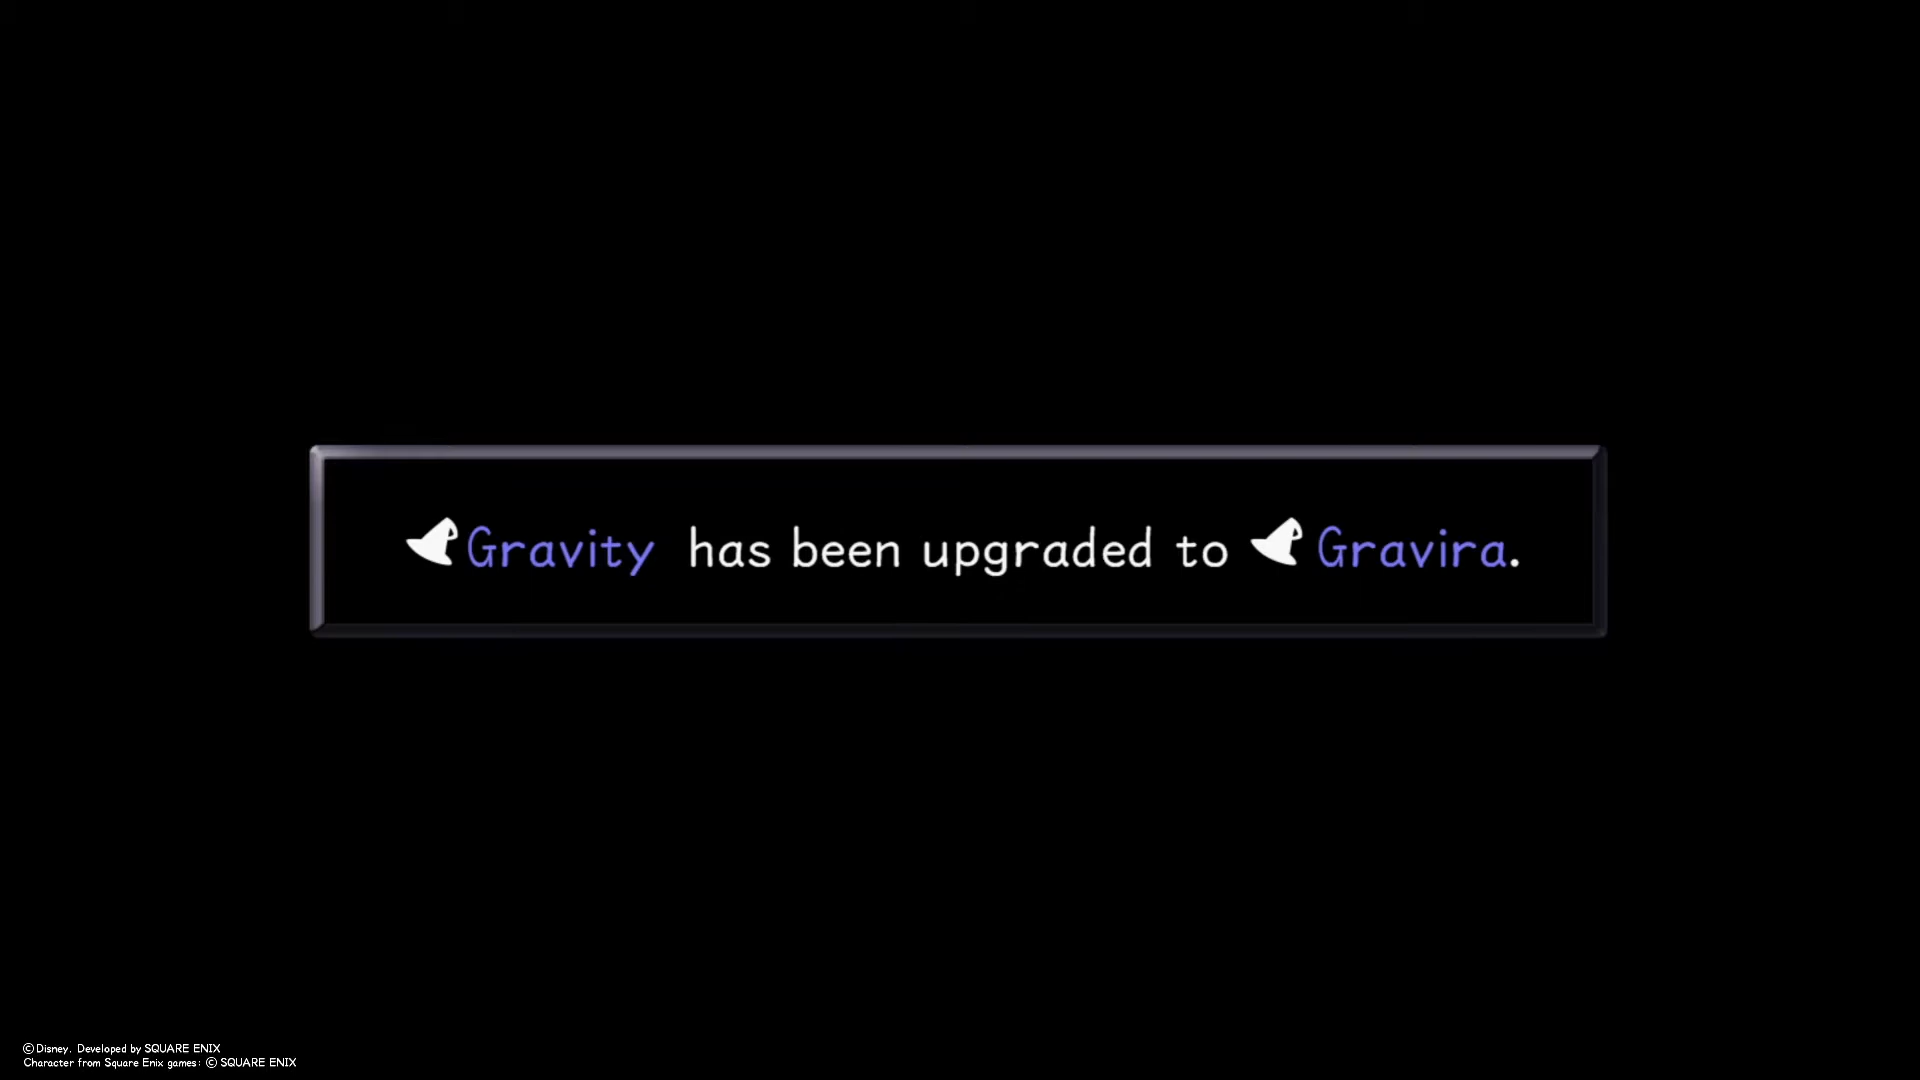 Gravity has been upgraded to Gravira.
©Disney. Developed by SQUARE ENIX
Character from Square Enix games: © SQUARE ENIX